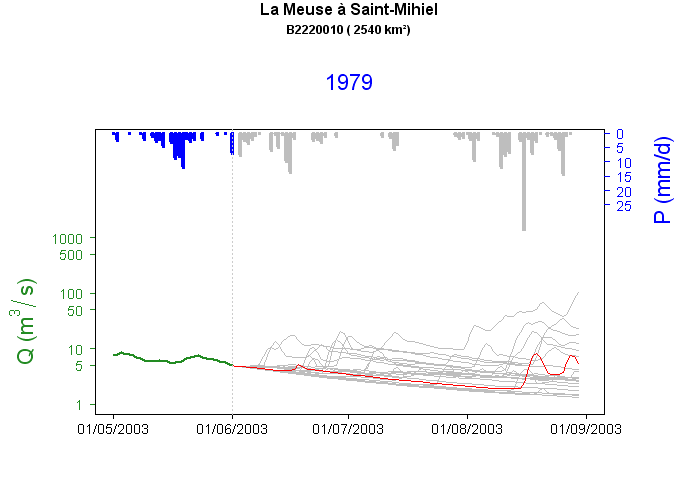 La Meuse à Saint-Mihiel
B2220010 ( 2540 km²)
1979
0
5
10
15
20
25
P (mm/d)
1000
500
100
50
10
5
1
Q (m³/ s)
01/05/2003 01/06/2003 01/07/2003 01/08/2003 01/09/2003